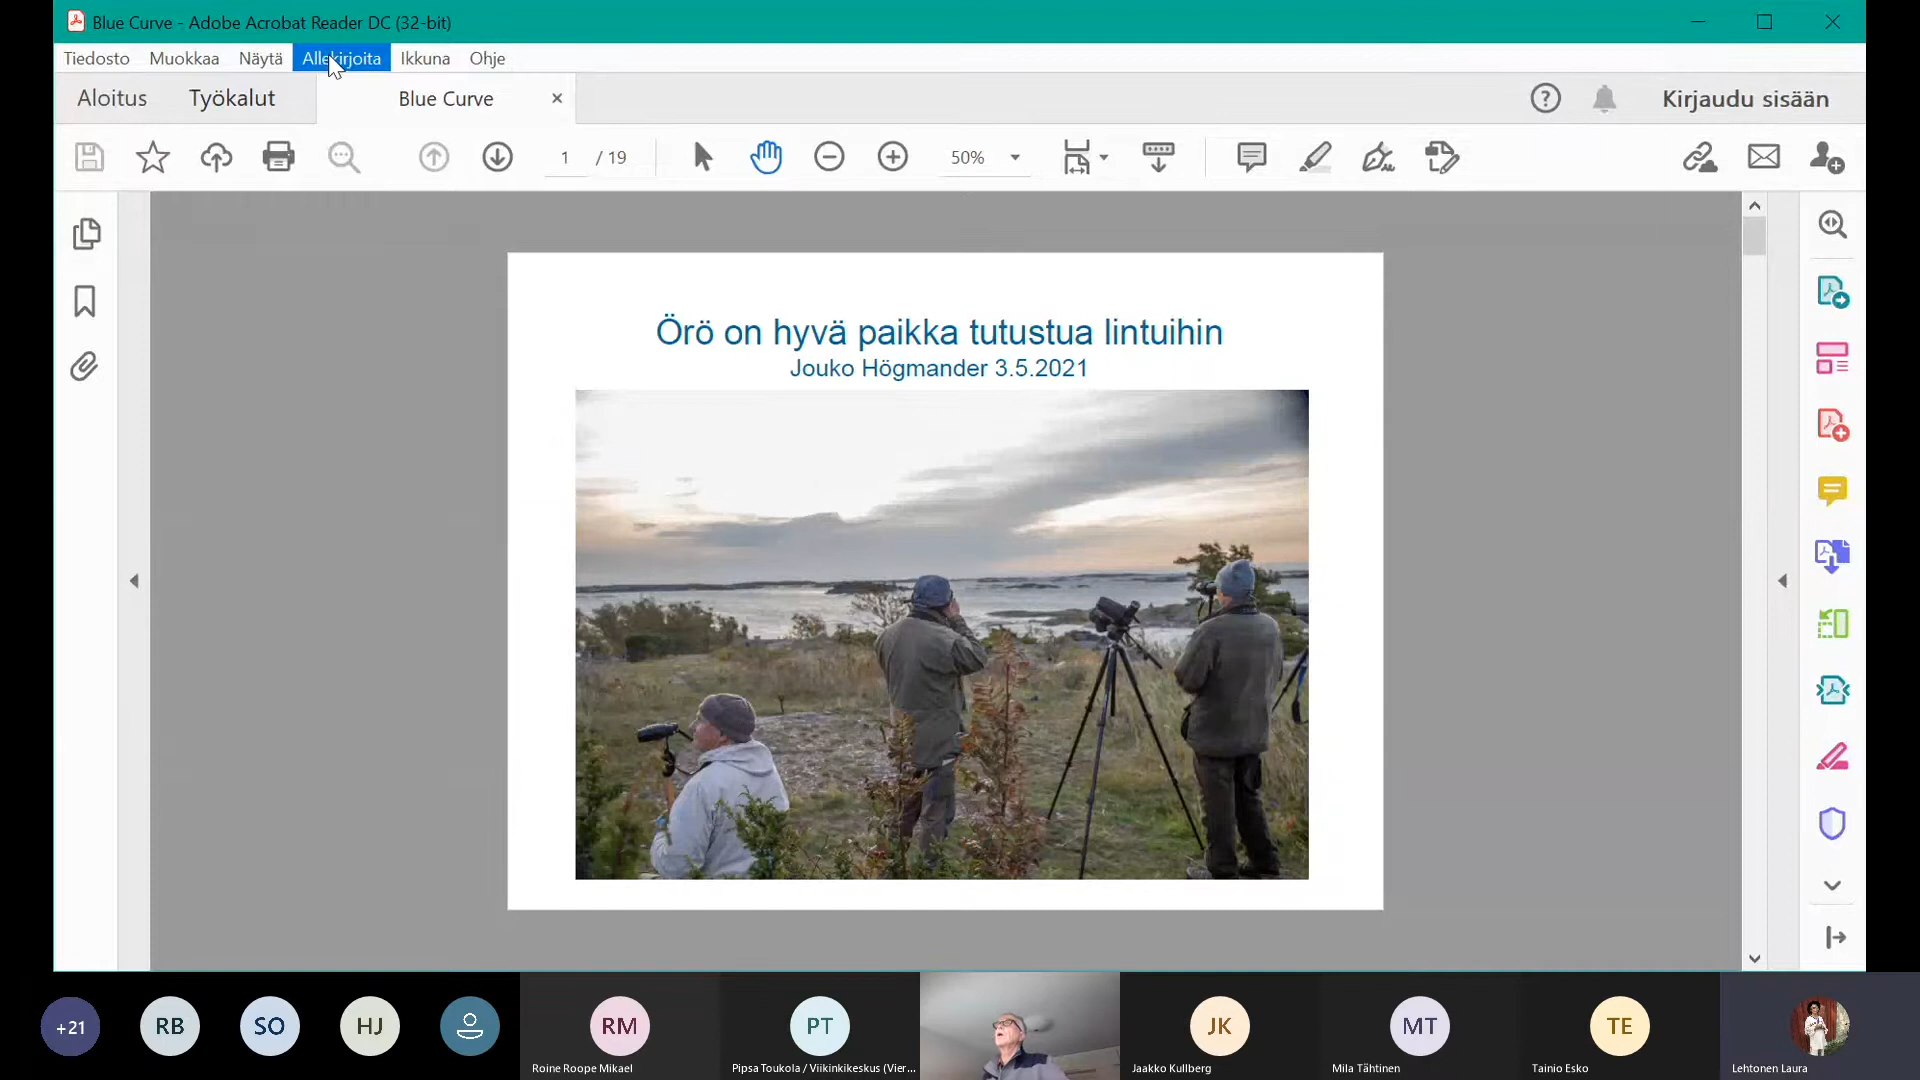 Blue Curve - Adobe Acrobat Reader DC (32-bit)
Tiedosto Muokkaa Näytä Allekirjoita Ikkuna Ohje
Aloitus Työkalut Blue Curve Kirjaudu sisään
1 / 19 50%
Örö on hyvä paikka tutustua lintuihin
Jouko Högmander 3.5.2021
+21 RB SO HJ RM PT JK MT TE
Roine Roope Mikael Pipsa Toukola / Viikinkikeskus (Vier... Jaakko Kullberg Mila Tähtinen Tainio Esko Lehtonen Laura